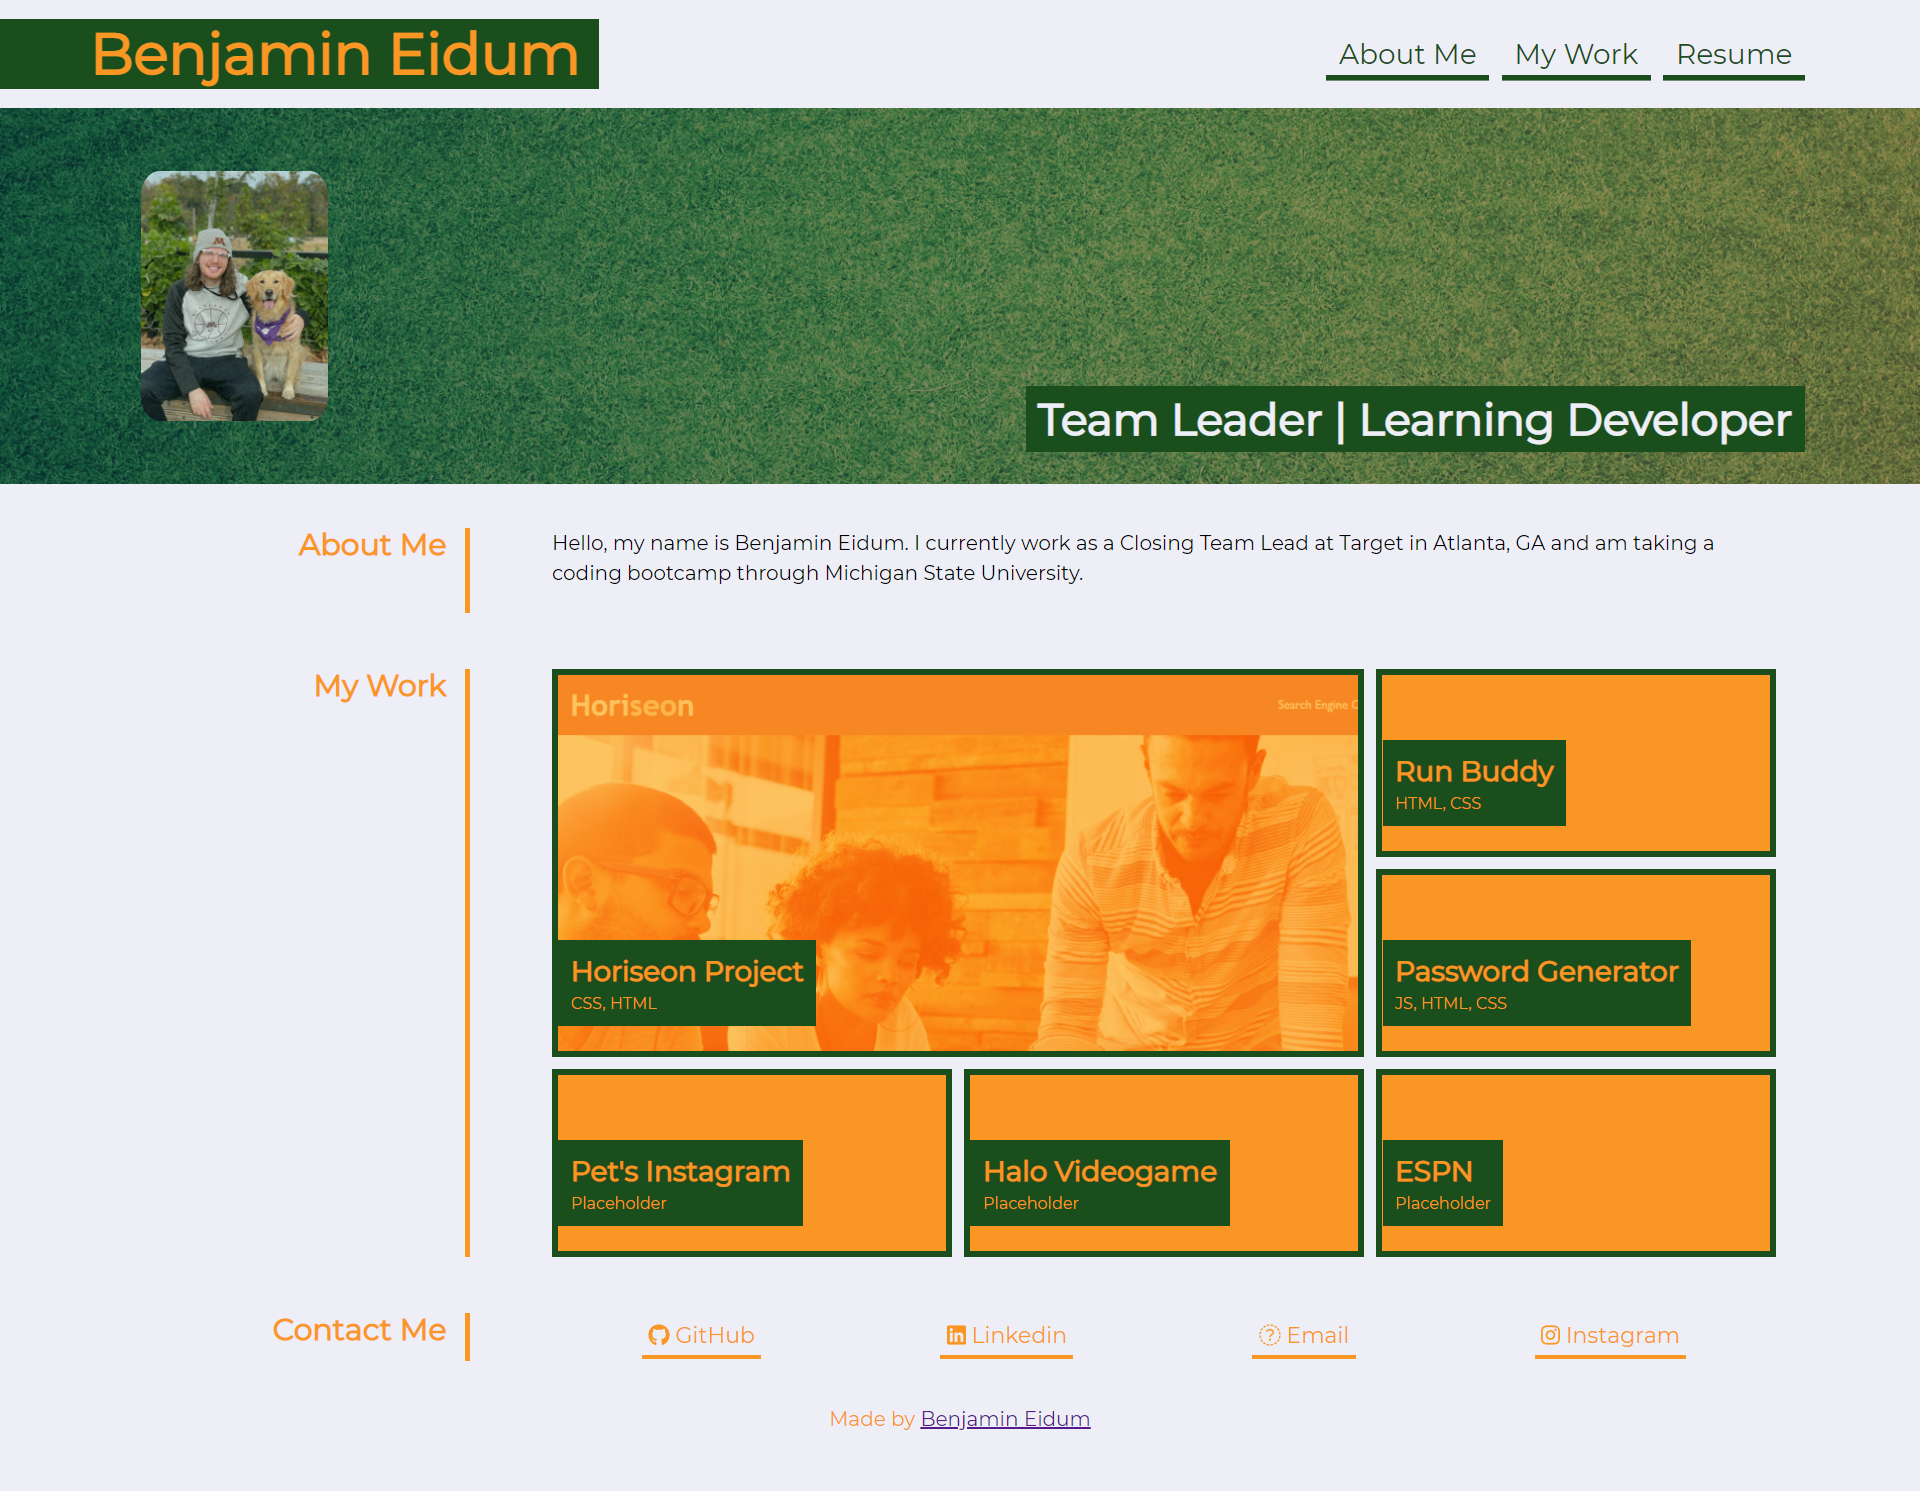 Benjamin Eidum
About Me
My Work
Resume
Team Leader | Learning Developer
About Me
Hello, my name is Benjamin Eidum. I currently work as a Closing Team Lead at Target in Atlanta, GA and am taking a
coding bootcamp through Michigan State University.
My Work
Horiseon
Search Engine
Horiseon Project
CSS, HTML
Run Buddy
HTML, CSS
Password Generator
JS, HTML, CSS
Pet's Instagram
Placeholder
Halo Videogame
Placeholder
ESPN
Placeholder
Contact Me
GitHub
Linkedin
Email
Instagram
Made by Benjamin Eidum